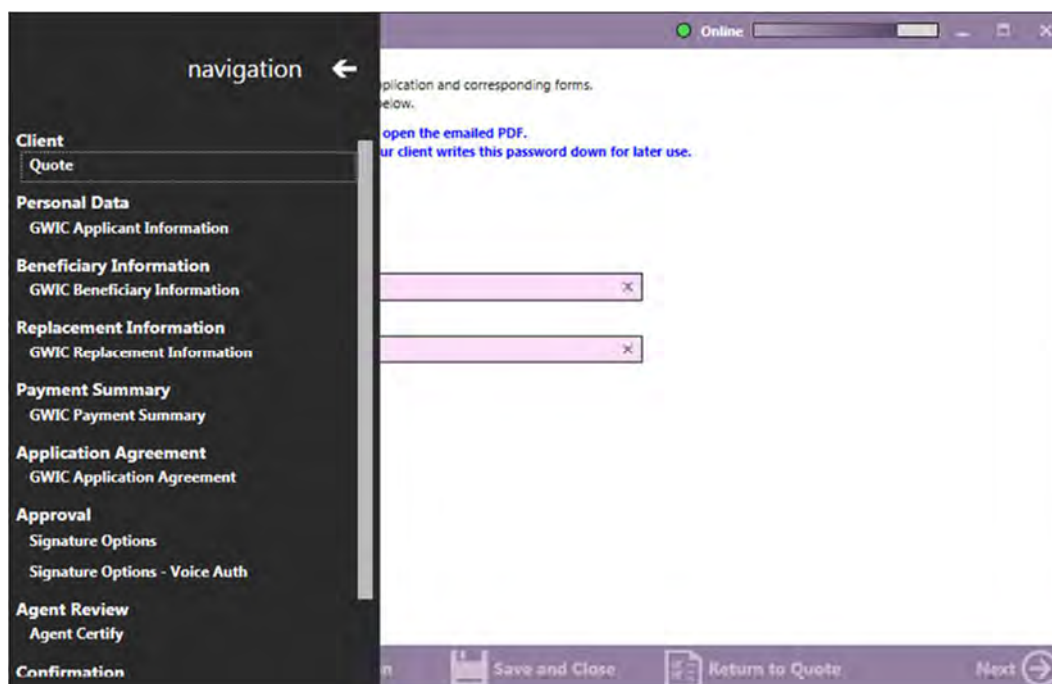 Online
navigation
plication and corresponding forms.
elow.
open the emailed PDF.
ur client writes this password down for later use.
Client
Quote
Personal Data
GWIC Applicant Information
Beneficiary Information
GWIC Beneficiary Information
Replacement Information
GWIC Replacement Information
Payment Summary
GWIC Payment Summary
Application Agreement
GWIC Application Agreement
Approval
Signature Options
Signature Options - Voice Auth
Agent Review
Agent Certify
Confirmation
n
Save and Close
Return to Quote
Next